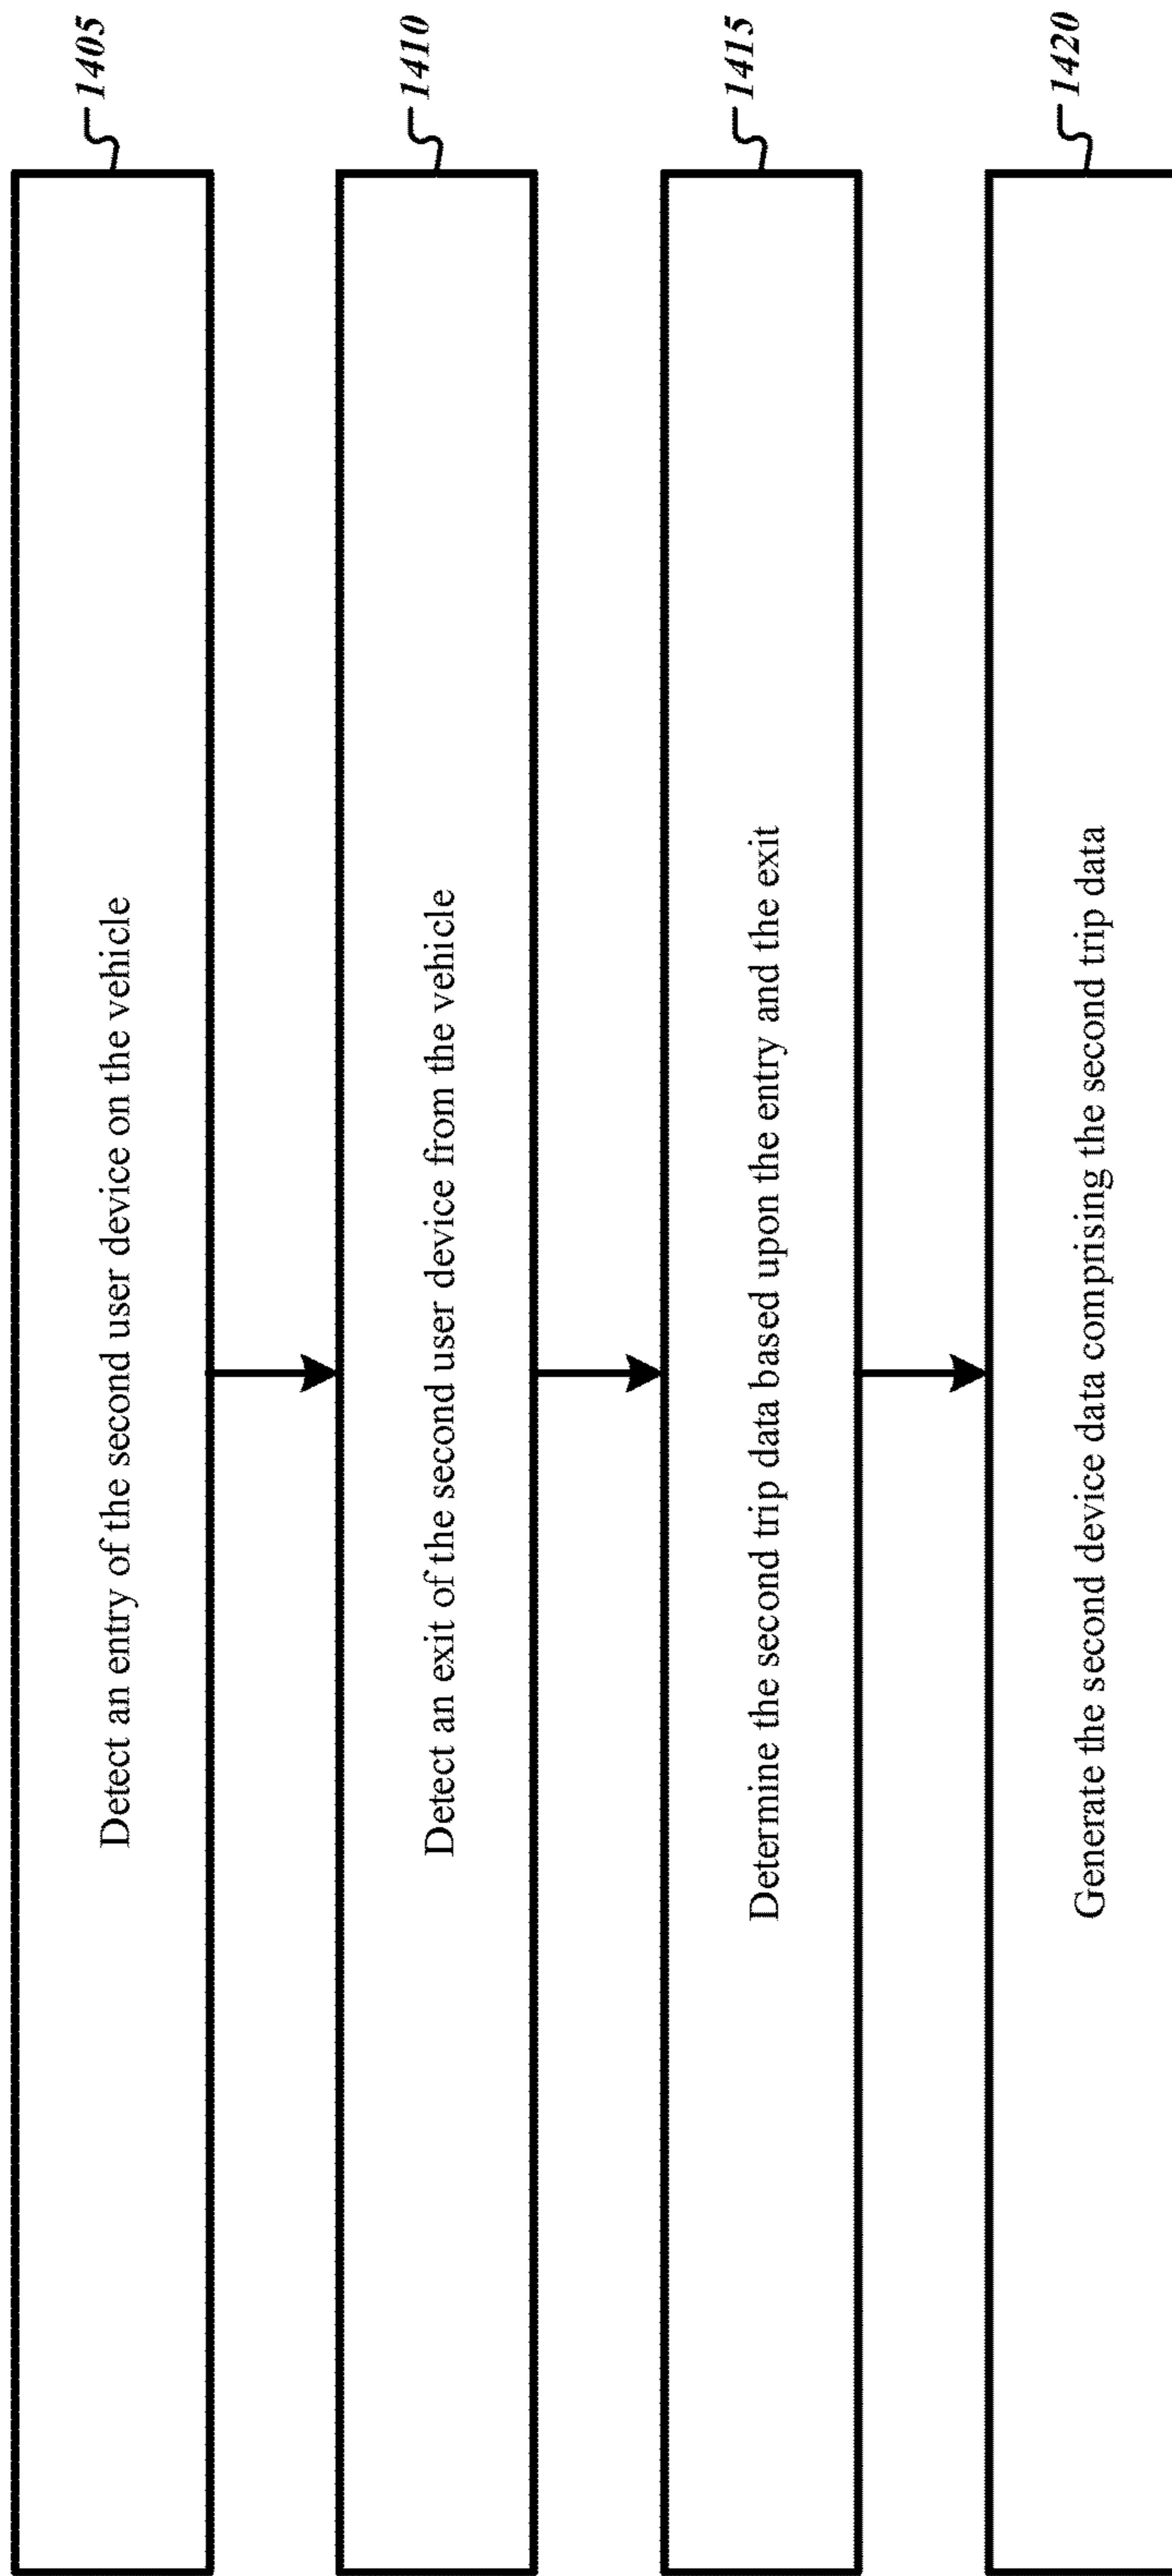 Detect an entry of the second user device on the vehicle
1405
Detect an exit of the second user device from the vehicle
1410
Determine the second trip data based upon the entry and the exit
1415
Generate the second device data comprising the second trip data
1420